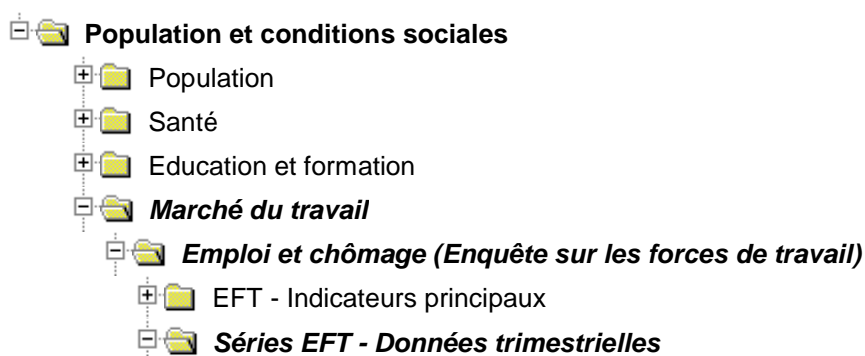 Population et conditions sociales
Population
Santé
Education et formation
Marché du travail
Emploi et chômage (Enquête sur les forces de travail)
EFT - Indicateurs principaux
Séries EFT - Données trimestrielles